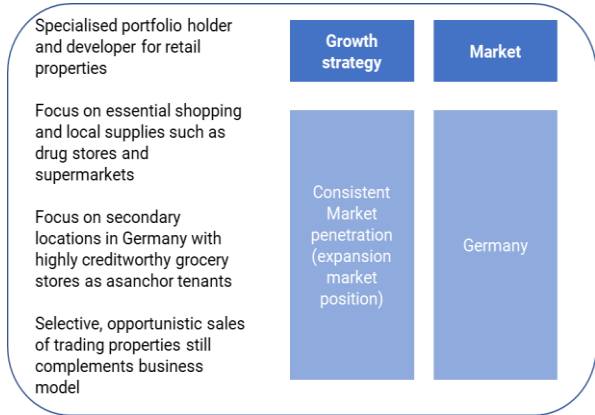 Specialised portfolio holder
and developer for retail
properties
Focus on essential shopping
and local supplies such as
drug stores and
supermarkets
Focus on secondary
locations in Germany with
highly creditworthy grocery
stores as asanchor tenants
Selective, opportunistic sales
of trading properties still
complements business
model
Growth
strategy
Consistent
Market
penetration
(expansion
market
position)
Market
Germany